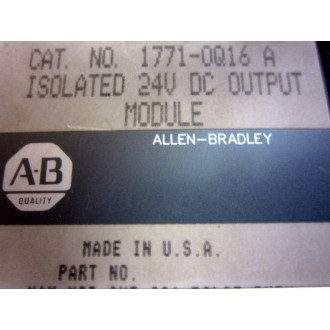 CAT. NO. 1771-OQ16 A
ISOLATED 24V DC OUTPUT
MODULE
ALLEN-BRADLEY
A-B
QUALITY
MADE IN U.S.A.
PART NO.